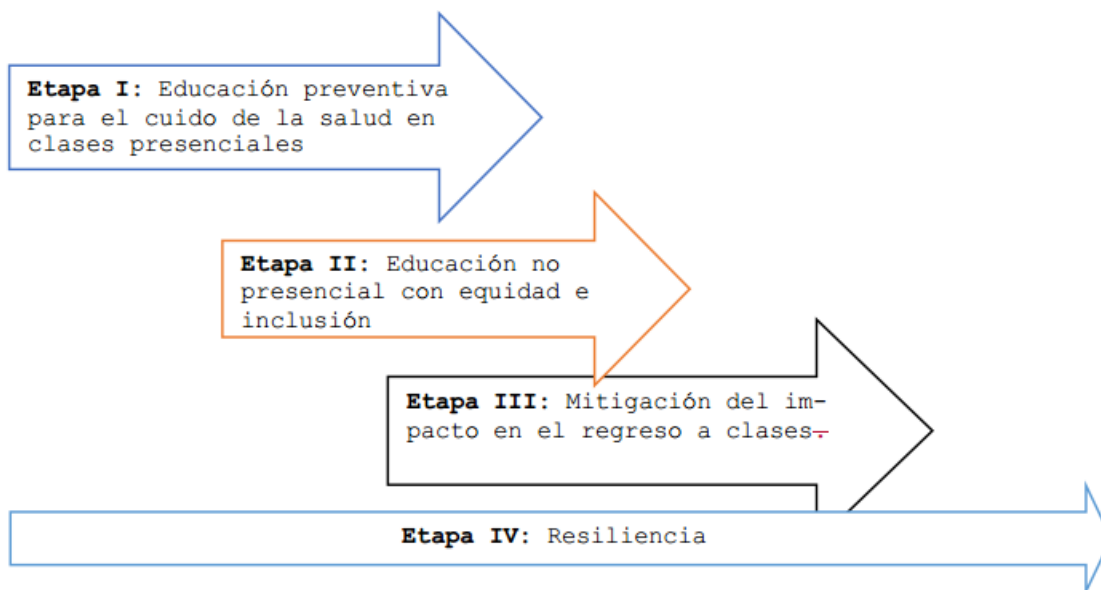 Etapa I: Educación preventiva
para el cuido de la salud en
clases presenciales
Etapa II: Educación no
presencial con equidad e
inclusión
Etapa III: Mitigación del im-
pacto en el regreso a clases.
Etapa IV: Resiliencia